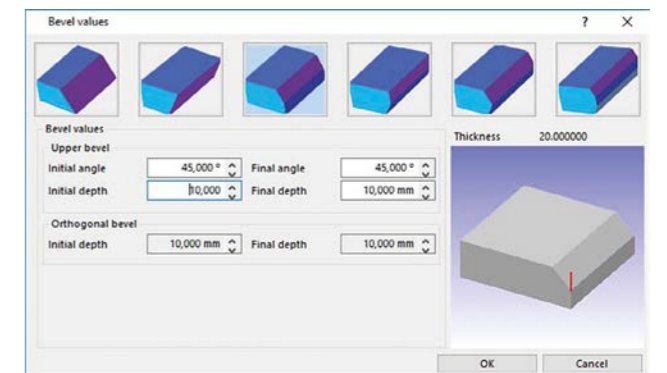 Bevel values ? X
Bevel values
Thickness 20.000000
Upper bevel
Initial angle 45,000 ° Final angle 45,000 °
Initial depth 10,000 Final depth 10,000 mm
Orthogonal bevel
Initial depth 10,000 mm Final depth 10,000 mm
OK Cancel